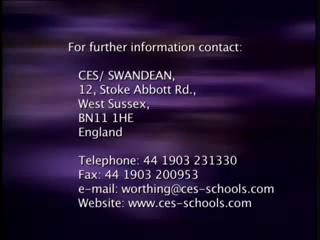 For further information contact:
CES/ SWANDEAN,
12, Stoke Abbott Rd.,
West Sussex,
BN11 1HE
England
Telephone: 44 1903 231330
Fax: 44 1903 200953
e-mail: worthing@ces-schools.com
Website: www.ces-schools.com